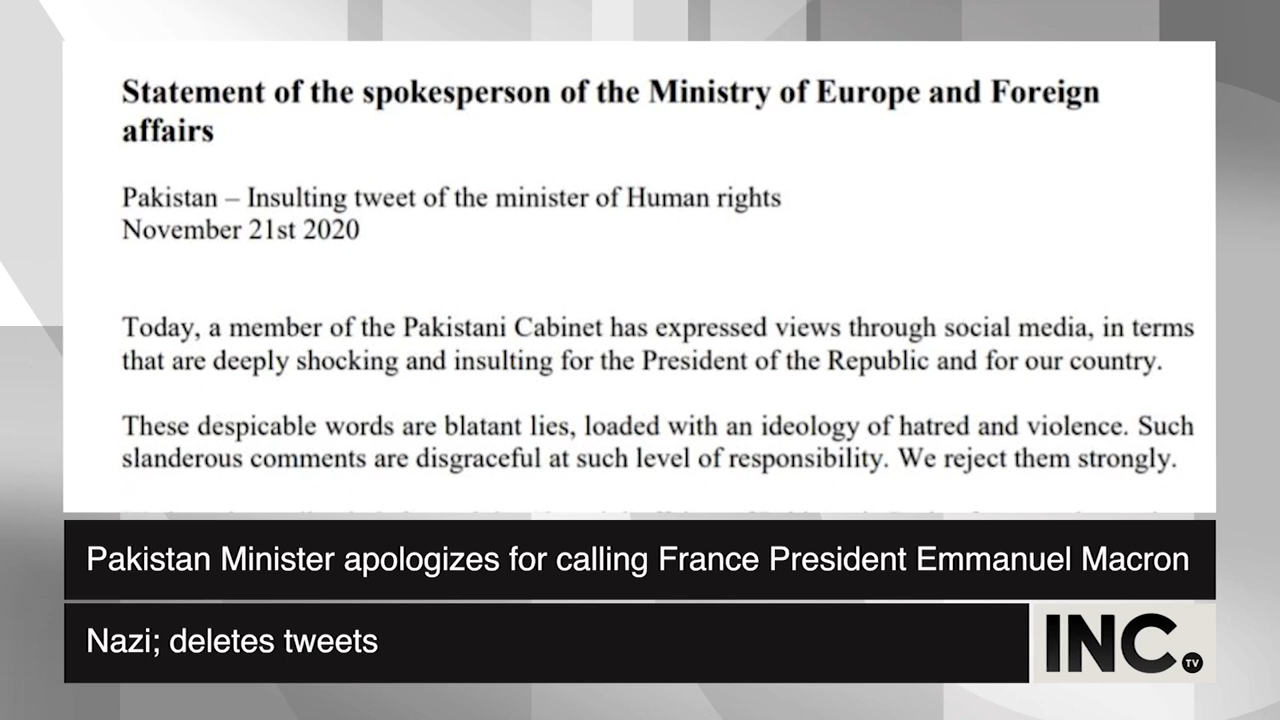 Statement of the spokesperson of the Ministry of Europe and Foreign
affairs
Pakistan – Insulting tweet of the minister of Human rights
November 21st 2020
Today, a member of the Pakistani Cabinet has expressed views through social media, in terms
that are deeply shocking and insulting for the President of the Republic and for our country.
These despicable words are blatant lies, loaded with an ideology of hatred and violence. Such
slanderous comments are disgraceful at such level of responsibility. We reject them strongly.
Pakistan Minister apologizes for calling France President Emmanuel Macron
Nazi; deletes tweets
INC.
TV